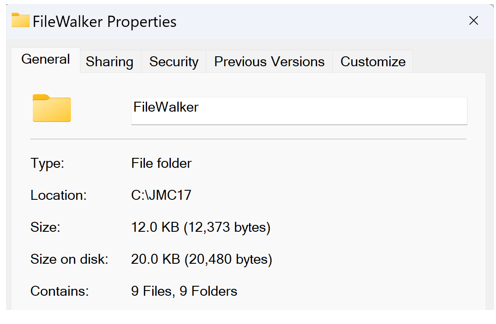 FileWalker Properties
General Sharing Security Previous Versions Customize
FileWalker
Type: File folder
Location: C:\JMC17
Size: 12.0 KB (12,373 bytes)
Size on disk: 20.0 KB (20,480 bytes)
Contains: 9 Files, 9 Folders